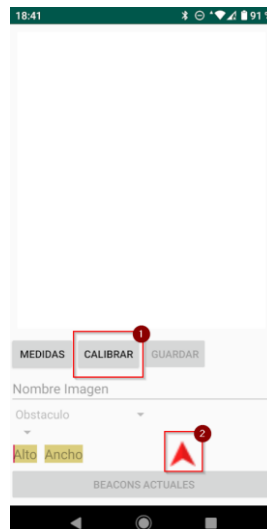 18:41 91%
1
MEDIDAS CALIBRAR GUARDAR
Nombre Imagen
Obstaculo
2
Alto Ancho
BEACONS ACTUALES